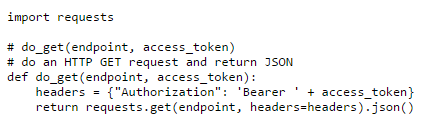 import requests
# do_get(endpoint, access_token)
# do an HTTP GET request and return JSON
def do_get(endpoint, access_token):
    headers = {"Authorization": 'Bearer ' + access_token}
    return requests.get(endpoint, headers=headers).json()